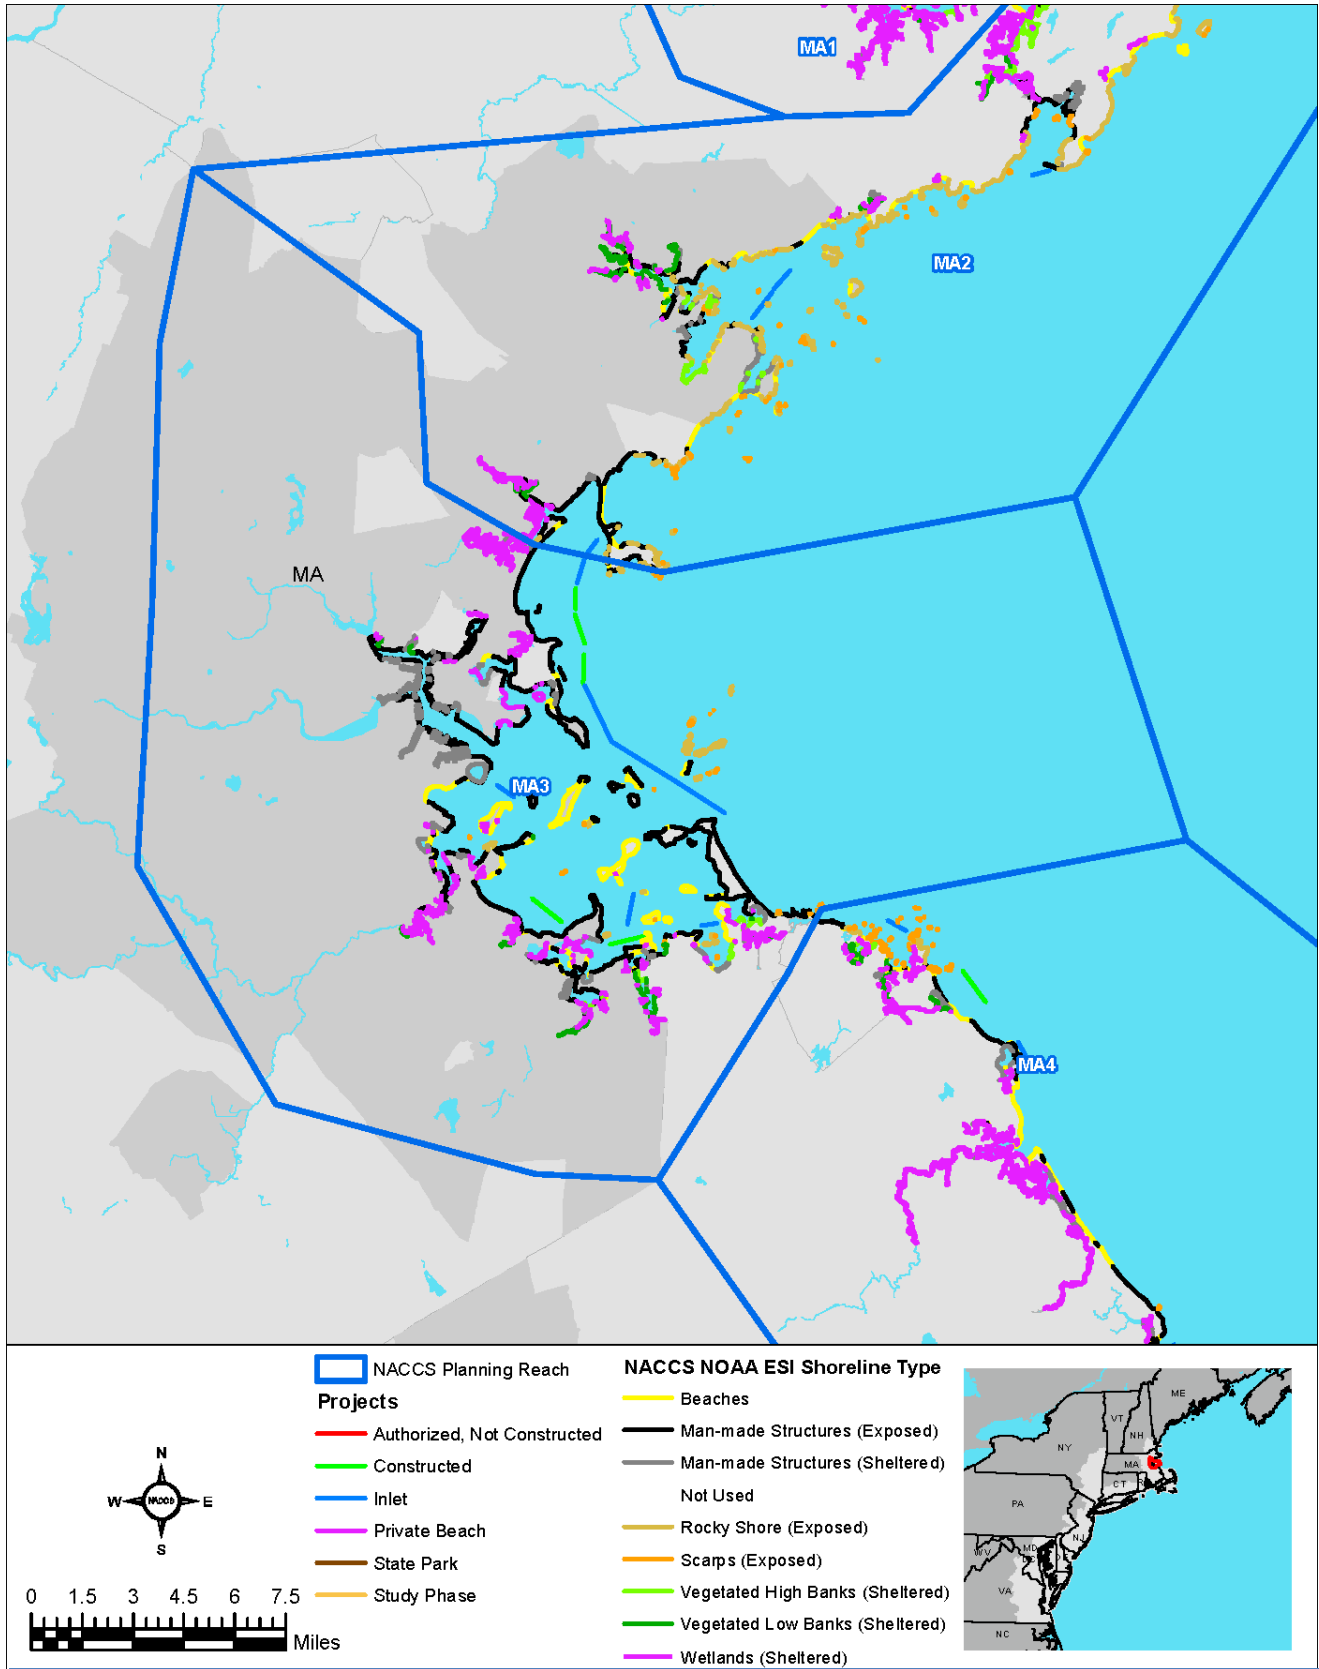 MA1
MA2
MA
MA3
MA4
NACCS Planning Reach
Projects
Authorized, Not Constructed
Constructed
Inlet
Private Beach
State Park
Study Phase
NACCS NOAA ESI Shoreline Type
Beaches
Man-made Structures (Exposed)
Man-made Structures (Sheltered)
Not Used
Rocky Shore (Exposed)
Scarps (Exposed)
Vegetated High Banks (Sheltered)
Vegetated Low Banks (Sheltered)
Wetlands (Sheltered)
N
W E
S
0 1.5 3 4.5 6 7.5
Miles
ME
VT
NH
NY
MA
CT
PA
NJ
MD
WV
VA
NC